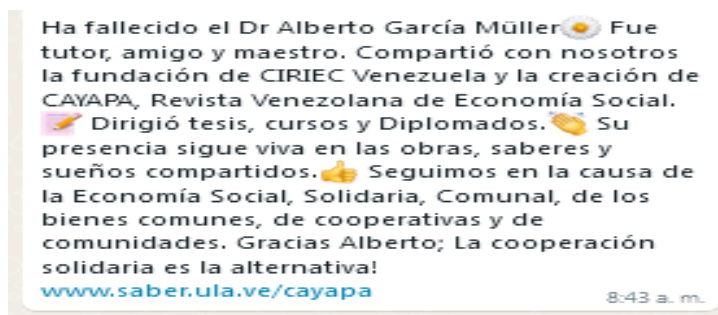 Ha fallecido el Dr Alberto García Müller🌼 Fue
tutor, amigo y maestro. Compartió con nosotros
la fundación de CIRIEC Venezuela y la creación de
CAYAPA, Revista Venezolana de Economía Social.
📝 Dirigió tesis, cursos y Diplomados.👏 Su
presencia sigue viva en las obras, saberes y
sueños compartidos.👍 Seguimos en la causa de
la Economía Social, Solidaria, Comunal, de los
bienes comunes, de cooperativas y de
comunidades. Gracias Alberto; La cooperación
solidaria es la alternativa!
www.saber.ula.ve/cayapa
8:43 a. m.